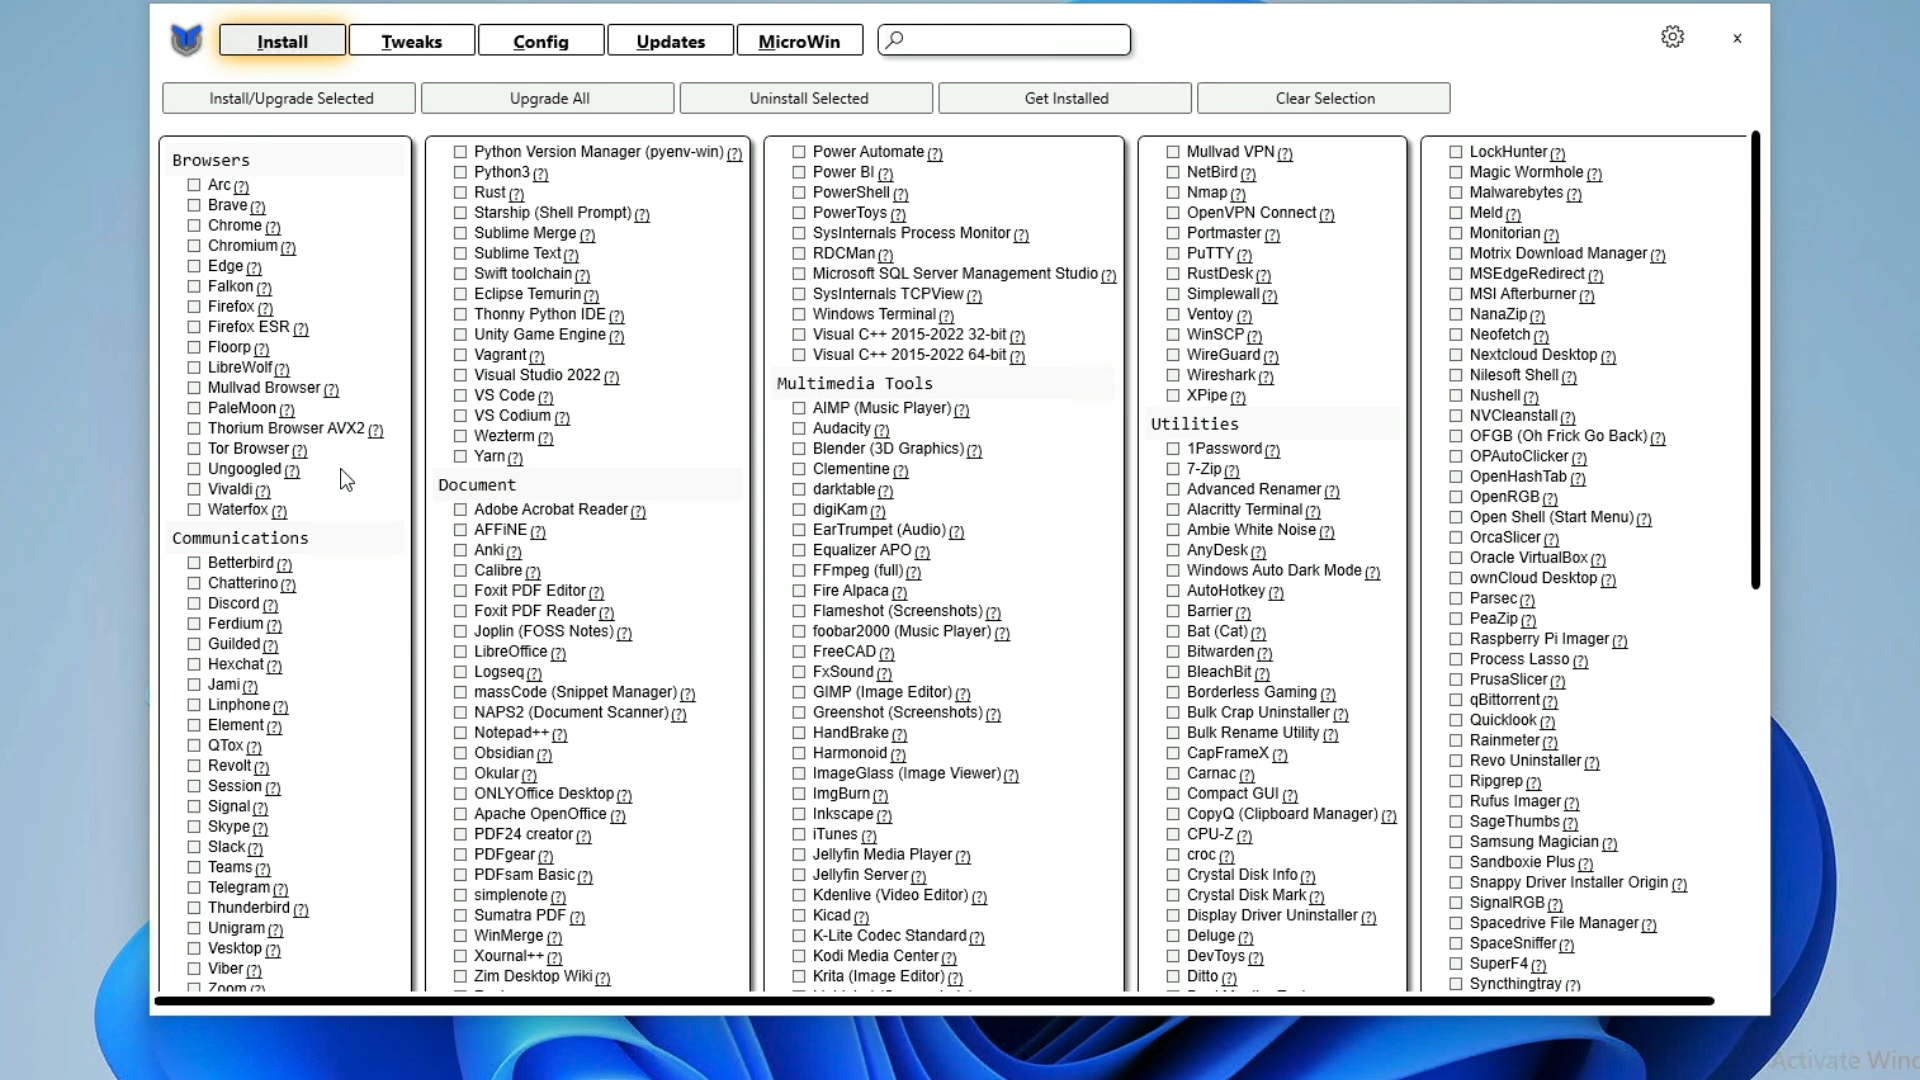 Install
Tweaks
Config
Updates
MicroWin
Install/Upgrade Selected
Upgrade All
Uninstall Selected
Get Installed
Clear Selection
Browsers
Arc (?)
Brave (?)
Chrome (?)
Chromium (?)
Edge (?)
Falkon (?)
Firefox (?)
Firefox ESR (?)
Floorp (?)
LibreWolf (?)
Mullvad Browser (?)
PaleMoon (?)
Thorium Browser AVX2 (?)
Tor Browser (?)
Ungoogled (?)
Vivaldi (?)
Waterfox (?)
Communications
Betterbird (?)
Chatterino (?)
Discord (?)
Ferdium (?)
Guilded (?)
Hexchat (?)
Jami (?)
Linphone (?)
Element (?)
QTox (?)
Revolt (?)
Session (?)
Signal (?)
Skype (?)
Slack (?)
Teams (?)
Telegram (?)
Thunderbird (?)
Unigram (?)
Vesktop (?)
Viber (?)
Zoom (?)
Python Version Manager (pyenv-win) (?)
Python3 (?)
Rust (?)
Starship (Shell Prompt) (?)
Sublime Merge (?)
Sublime Text (?)
Swift toolchain (?)
Eclipse Temurin (?)
Thonny Python IDE (?)
Unity Game Engine (?)
Vagrant (?)
Visual Studio 2022 (?)
VS Code (?)
VS Codium (?)
Wezterm (?)
Yarn (?)
Document
Adobe Acrobat Reader (?)
AFFiNE (?)
Anki (?)
Calibre (?)
Foxit PDF Editor (?)
Foxit PDF Reader (?)
Joplin (FOSS Notes) (?)
LibreOffice (?)
Logseq (?)
massCode (Snippet Manager) (?)
NAPS2 (Document Scanner) (?)
Notepad++ (?)
Obsidian (?)
Okular (?)
ONLYOffice Desktop (?)
Apache OpenOffice (?)
PDF24 creator (?)
PDFgear (?)
PDFsam Basic (?)
simplenote (?)
Sumatra PDF (?)
WinMerge (?)
Xournal++ (?)
Zim Desktop Wiki (?)
Power Automate (?)
Power BI (?)
PowerShell (?)
PowerToys (?)
SysInternals Process Monitor (?)
RDCMan (?)
Microsoft SQL Server Management Studio (?)
SysInternals TCPView (?)
Windows Terminal (?)
Visual C++ 2015-2022 32-bit (?)
Visual C++ 2015-2022 64-bit (?)
Multimedia Tools
AIMP (Music Player) (?)
Audacity (?)
Blender (3D Graphics) (?)
Clementine (?)
darktable (?)
digiKam (?)
EarTrumpet (Audio) (?)
Equalizer APO (?)
FFmpeg (full) (?)
Fire Alpaca (?)
Flameshot (Screenshots) (?)
foobar2000 (Music Player) (?)
FreeCAD (?)
FxSound (?)
GIMP (Image Editor) (?)
Greenshot (Screenshots) (?)
HandBrake (?)
Harmonoid (?)
ImageGlass (Image Viewer) (?)
ImgBurn (?)
Inkscape (?)
iTunes (?)
Jellyfin Media Player (?)
Jellyfin Server (?)
Kdenlive (Video Editor) (?)
Kicad (?)
K-Lite Codec Standard (?)
Kodi Media Center (?)
Krita (Image Editor) (?)
Mullvad VPN (?)
NetBird (?)
Nmap (?)
OpenVPN Connect (?)
Portmaster (?)
PuTTY (?)
RustDesk (?)
Simplewall (?)
Ventoy (?)
WinSCP (?)
WireGuard (?)
Wireshark (?)
XPipe (?)
Utilities
1Password (?)
7-Zip (?)
Advanced Renamer (?)
Alacritty Terminal (?)
Ambie White Noise (?)
AnyDesk (?)
Windows Auto Dark Mode (?)
AutoHotkey (?)
Barrier (?)
Bat (Cat) (?)
Bitwarden (?)
BleachBit (?)
Borderless Gaming (?)
Bulk Crap Uninstaller (?)
Bulk Rename Utility (?)
CapFrameX (?)
Carnac (?)
Compact GUI (?)
CopyQ (Clipboard Manager) (?)
CPU-Z (?)
croc (?)
Crystal Disk Info (?)
Crystal Disk Mark (?)
Display Driver Uninstaller (?)
Deluge (?)
DevToys (?)
Ditto (?)
LockHunter (?)
Magic Wormhole (?)
Malwarebytes (?)
Meld (?)
Monitorian (?)
Motrix Download Manager (?)
MSEdgeRedirect (?)
MSI Afterburner (?)
NanaZip (?)
Neofetch (?)
Nextcloud Desktop (?)
Nilesoft Shell (?)
Nushell (?)
NVCleanstall (?)
OFGB (Oh Frick Go Back) (?)
OPAutoClicker (?)
OpenHashTab (?)
OpenRGB (?)
Open Shell (Start Menu) (?)
OrcaSlicer (?)
Oracle VirtualBox (?)
ownCloud Desktop (?)
Parsec (?)
PeaZip (?)
Raspberry Pi Imager (?)
Process Lasso (?)
PrusaSlicer (?)
qBittorrent (?)
Quicklook (?)
Rainmeter (?)
Revo Uninstaller (?)
Ripgrep (?)
Rufus Imager (?)
SageThumbs (?)
Samsung Magician (?)
Sandboxie Plus (?)
Snappy Driver Installer Origin (?)
SignalRGB (?)
Spacedrive File Manager (?)
SpaceSniffer (?)
SuperF4 (?)
Syncthingtray (?)
Activate Wind